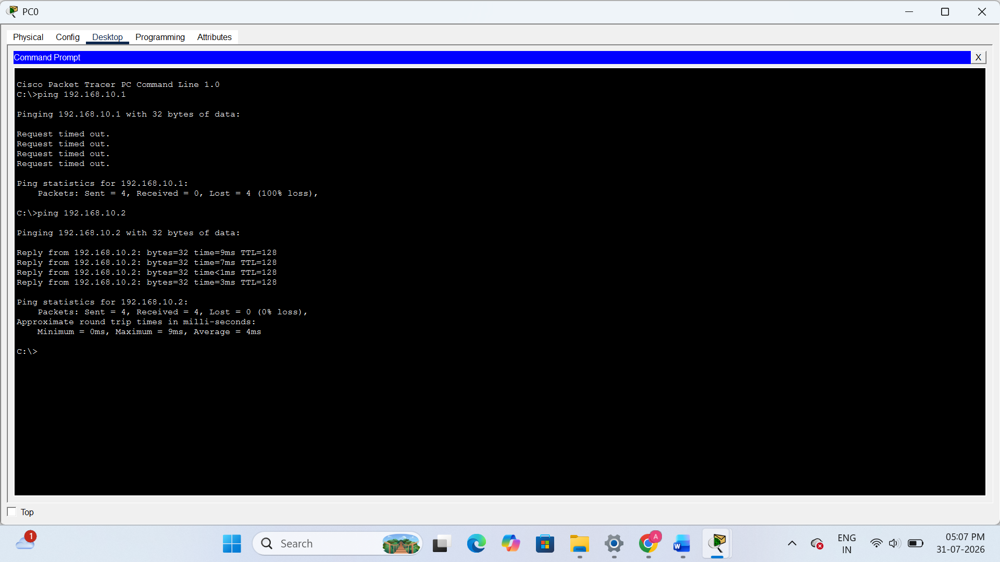 PC0
Physical Config Desktop Programming Attributes
Command Prompt X
Cisco Packet Tracer PC Command Line 1.0
C:\>ping 192.168.10.1
Pinging 192.168.10.1 with 32 bytes of data:
Request timed out.
Request timed out.
Request timed out.
Request timed out.
Ping statistics for 192.168.10.1:
Packets: Sent = 4, Received = 0, Lost = 4 (100% loss),
C:\>ping 192.168.10.2
Pinging 192.168.10.2 with 32 bytes of data:
Reply from 192.168.10.2: bytes=32 time=9ms TTL=128
Reply from 192.168.10.2: bytes=32 time=7ms TTL=128
Reply from 192.168.10.2: bytes=32 time<1ms TTL=128
Reply from 192.168.10.2: bytes=32 time=3ms TTL=128
Ping statistics for 192.168.10.2:
Packets: Sent = 4, Received = 4, Lost = 0 (0% loss),
Approximate round trip times in milli-seconds:
Minimum = 0ms, Maximum = 9ms, Average = 4ms
C:\>
Top
1
Search
A
W
ENG
IN
05:07 PM
31-07-2026